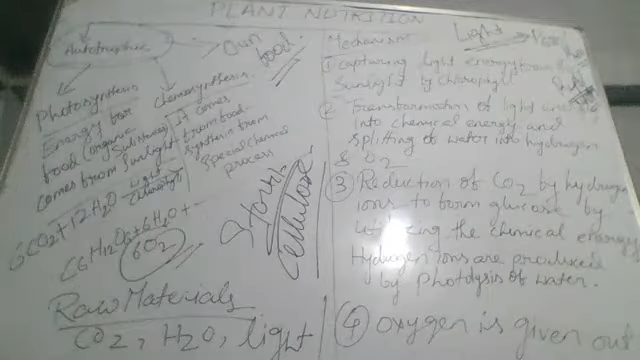 PLANT NUTRITION
Autotrophic
Own food.
Photosynthesis
Energy for
food (organic
Substance)
comes from Sunlight
Chemosynthesis
It comes
from food
Synthesis from
Special chemical
process
6CO2 + 12H2O Light
Chlorophyll
C6H12O6 + 6H2O +
6O2
Starch
Cellulose
Raw Materials
CO2, H2O, light
Mechanism
Light
① Capturing light energy from
Sunlight by Chlorophyll
② Transformation of light
into chemical energy and
splitting of water into hydrogen
& O2
③ Reduction of CO2 by hydrogen
ions to form glucose by
utilizing the chemical energy
Hydrogen ions are produced
by photolysis of water.
④ oxygen is given out